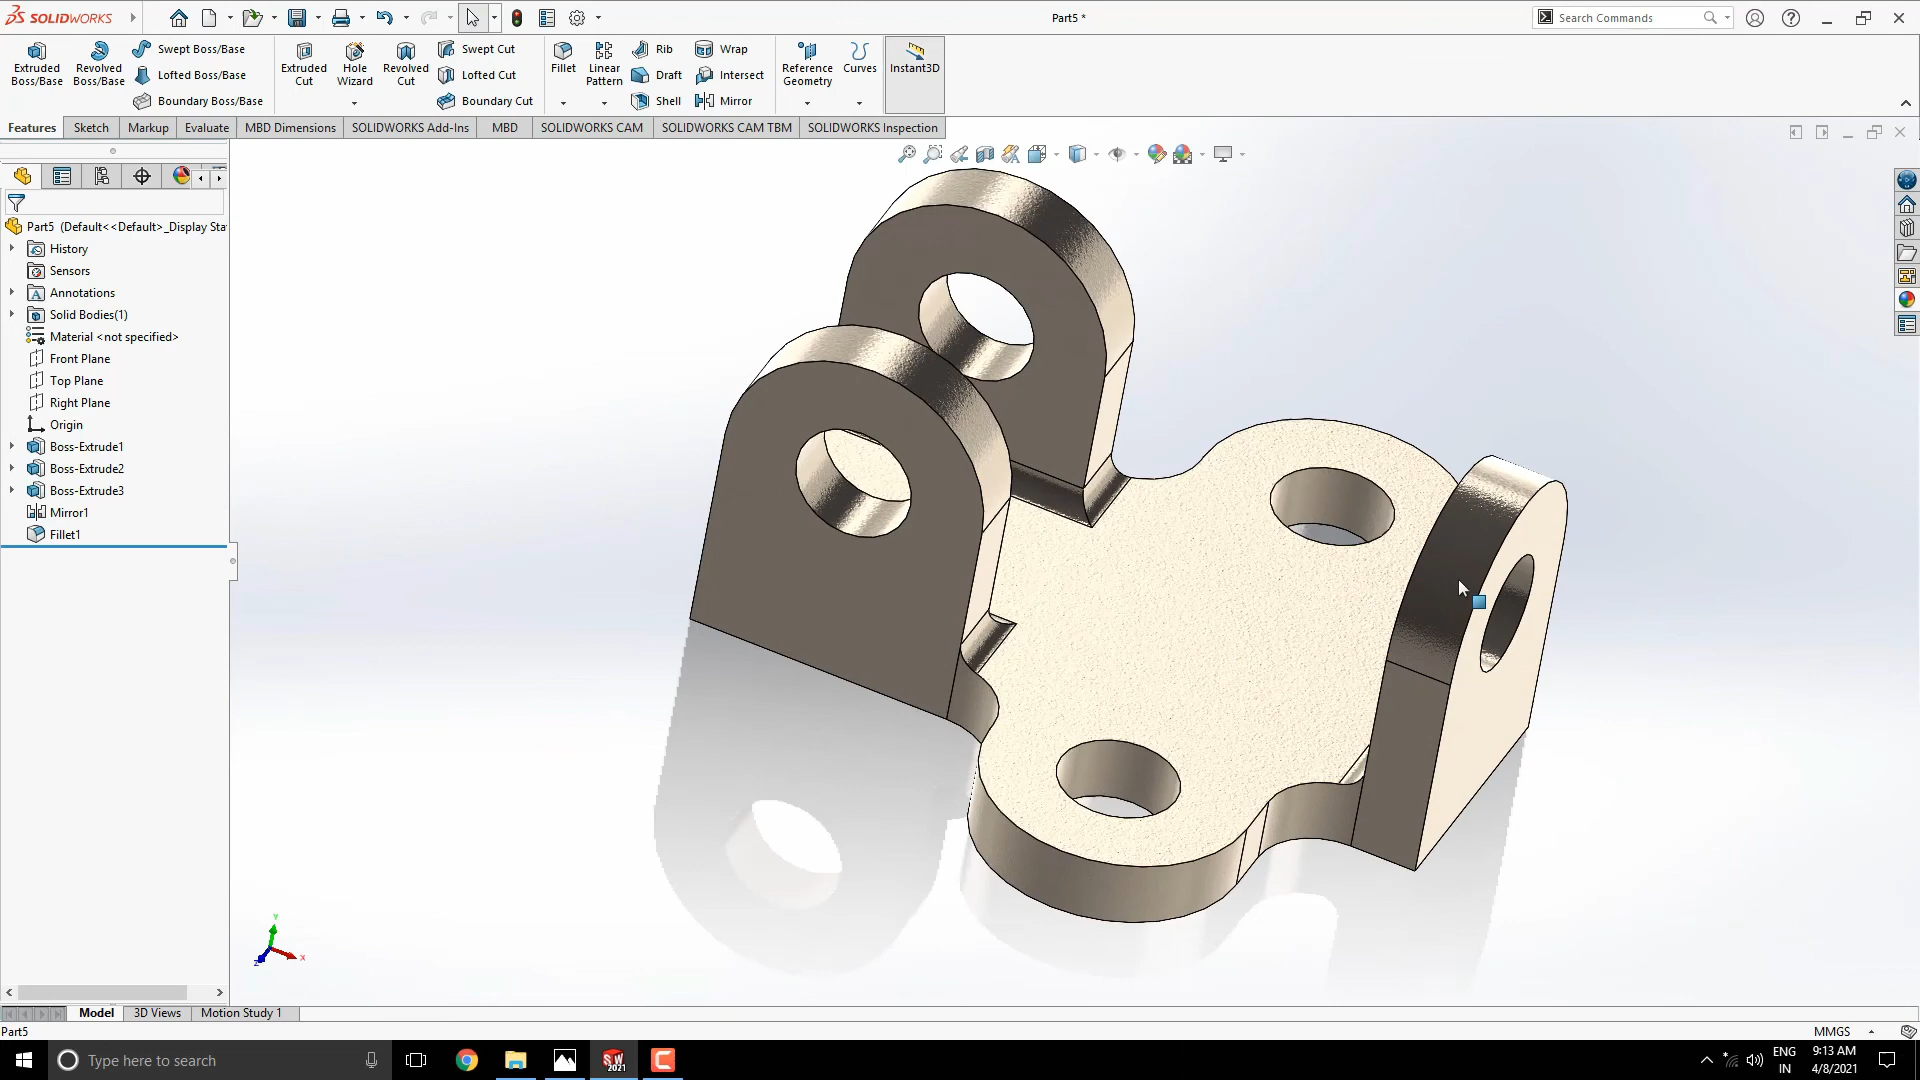 SOLIDWORKS
Part5 *
Search Commands
Extruded Boss/Base
Revolved Boss/Base
Swept Boss/Base
Lofted Boss/Base
Boundary Boss/Base
Extruded Cut
Hole Wizard
Revolved Cut
Swept Cut
Lofted Cut
Boundary Cut
Fillet
Linear Pattern
Rib
Draft
Shell
Wrap
Intersect
Mirror
Reference Geometry
Curves
Instant3D
Features
Sketch
Markup
Evaluate
MBD Dimensions
SOLIDWORKS Add-Ins
MBD
SOLIDWORKS CAM
SOLIDWORKS CAM TBM
SOLIDWORKS Inspection
Part5 (Default<<Default>_Display Sta
History
Sensors
Annotations
Solid Bodies(1)
Material <not specified>
Front Plane
Top Plane
Right Plane
Origin
Boss-Extrude1
Boss-Extrude2
Boss-Extrude3
Mirror1
Fillet1
Y
X
Z
Model
3D Views
Motion Study 1
Part5
MMGS
Type here to search
SW
2021
ENG
IN
9:13 AM
4/8/2021